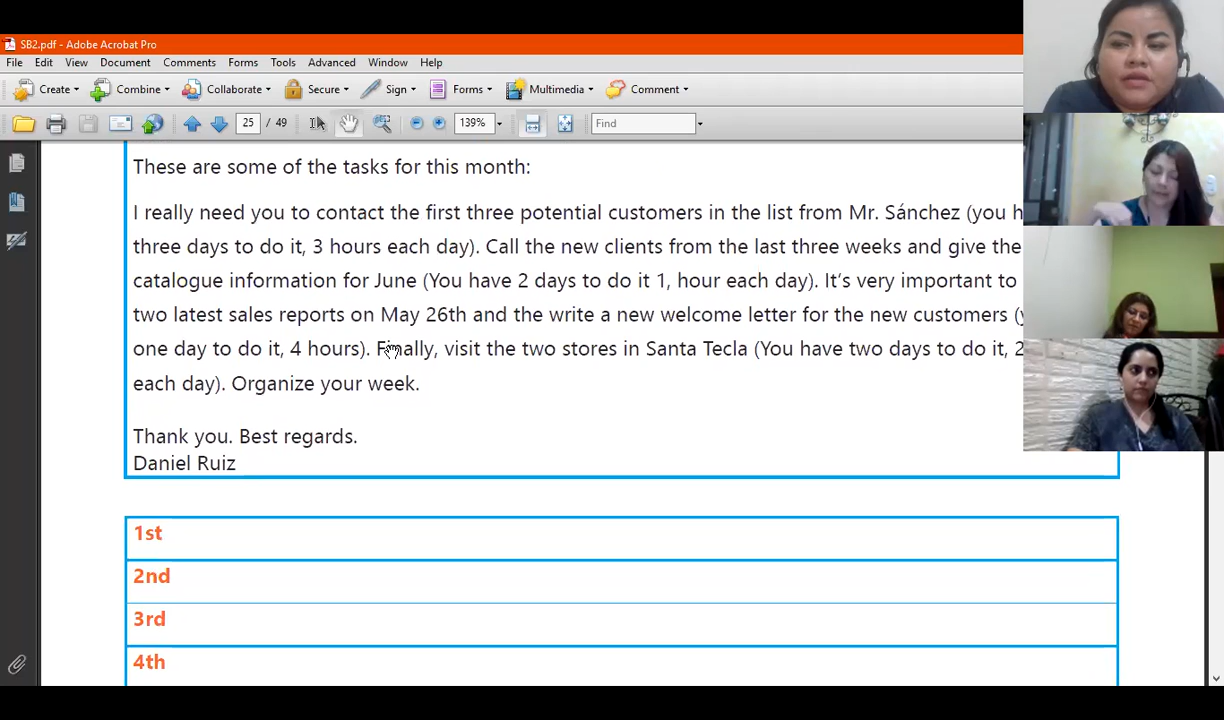 SB2.pdf - Adobe Acrobat Pro
File Edit View Document Comments Forms Tools Advanced Window Help
Create Combine Collaborate Secure Sign Forms Multimedia Comment
25 / 49 139% Find
These are some of the tasks for this month:
I really need you to contact the first three potential customers in the list from Mr. Sánchez (you
three days to do it, 3 hours each day). Call the new clients from the last three weeks and give the
catalogue information for June (You have 2 days to do it 1, hour each day). It's very important to
two latest sales reports on May 26th and the write a new welcome letter for the new customers
one day to do it, 4 hours). Finally, visit the two stores in Santa Tecla (You have two days to do it, 2
each day). Organize your week.
Thank you. Best regards.
Daniel Ruiz
1st
2nd
3rd
4th